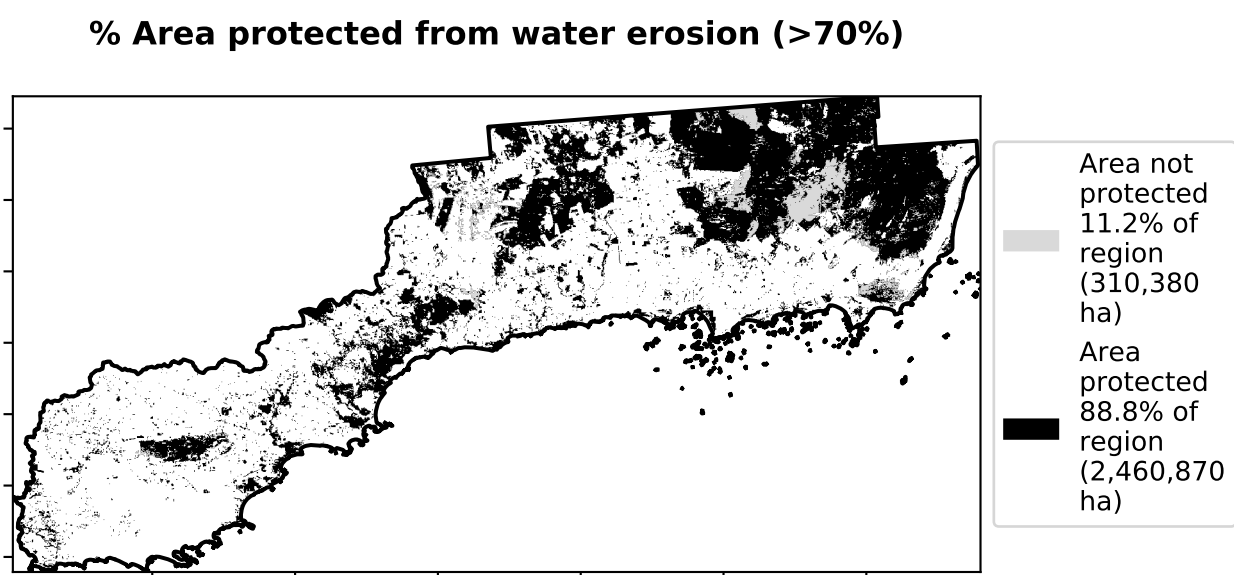 % Area protected from water erosion (>70%)
Area not
protected
11.2% of
region
(310,380
ha)
Area
protected
88.8% of
region
(2,460,870
ha)